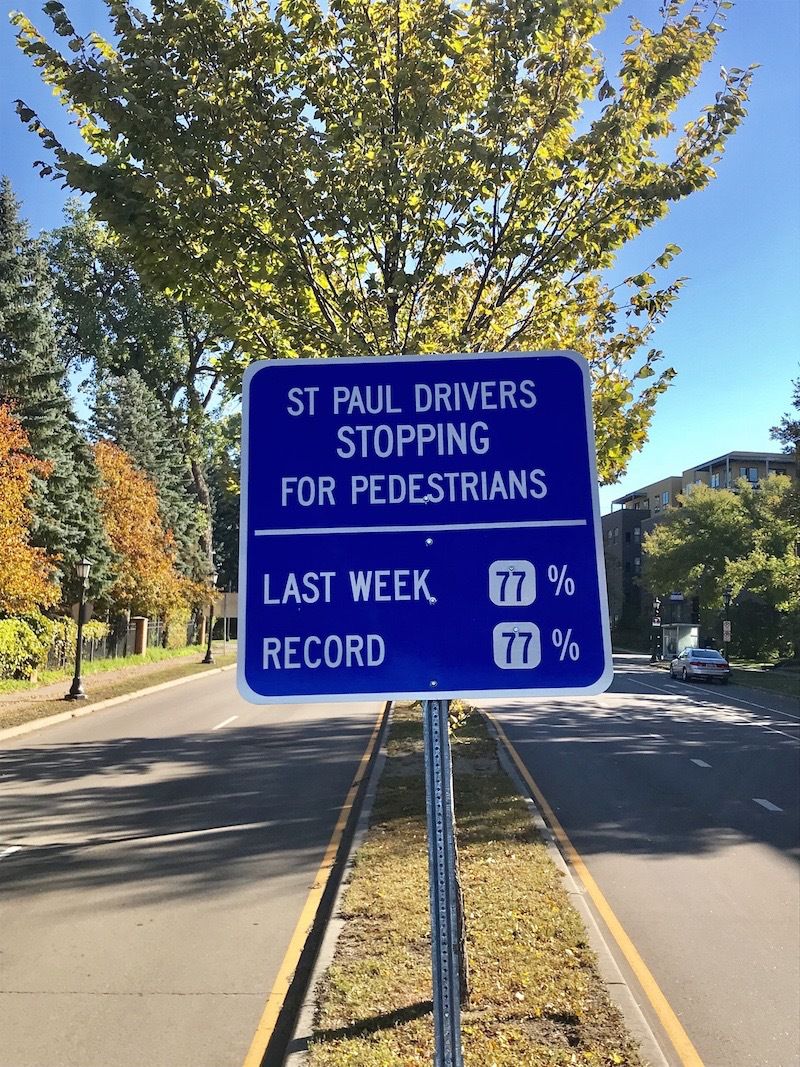 ST PAUL DRIVERS
STOPPING
FOR PEDESTRIANS
LAST WEEK 77 %
RECORD 77 %